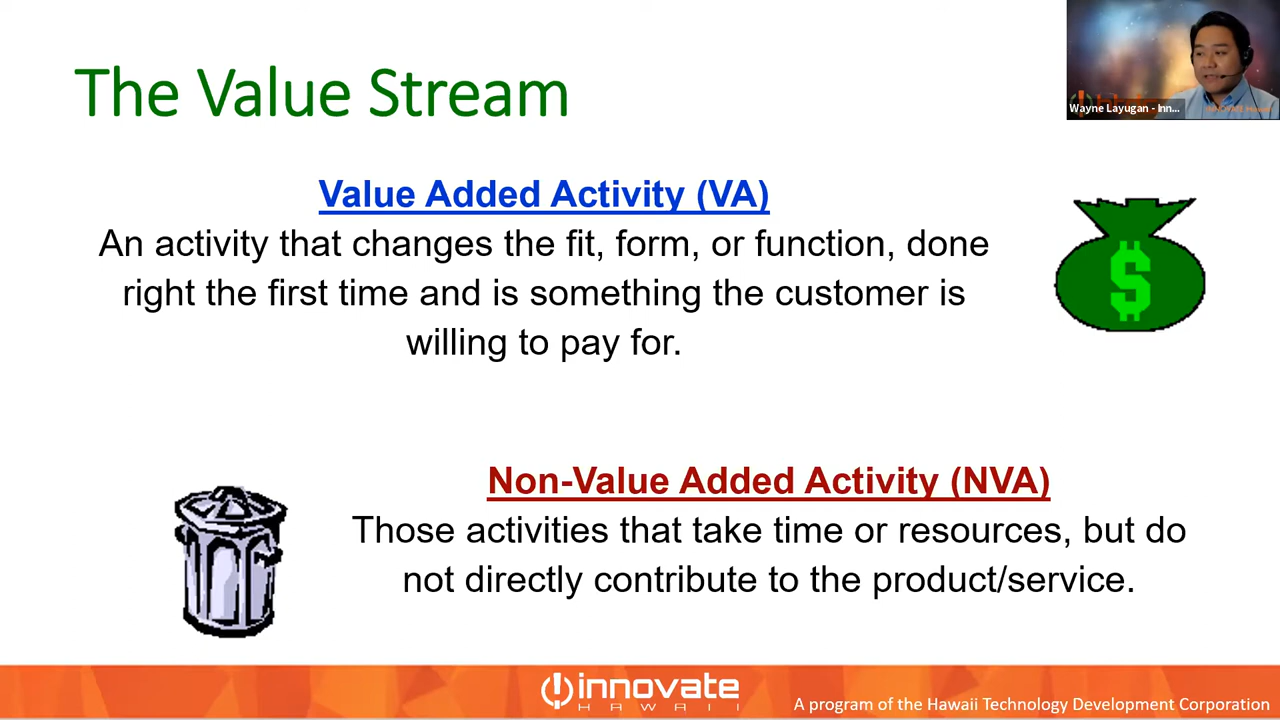 The Value Stream
Wayne Layugan - Inn...
Value Added Activity (VA)
An activity that changes the fit, form, or function, done
right the first time and is something the customer is
willing to pay for.
$
Non-Value Added Activity (NVA)
Those activities that take time or resources, but do
not directly contribute to the product/service.
innovate
HAWAII
A program of the Hawaii Technology Development Corporation